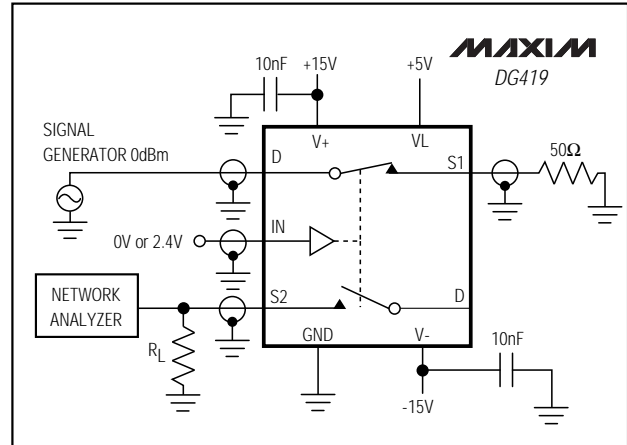 MAXIM
DG419
10nF
+15V
+5V
V+
VL
SIGNAL
GENERATOR 0dBm
D
S1
50Ω
IN
0V or 2.4V
NETWORK
ANALYZER
S2
D
RL
GND
V-
10nF
-15V